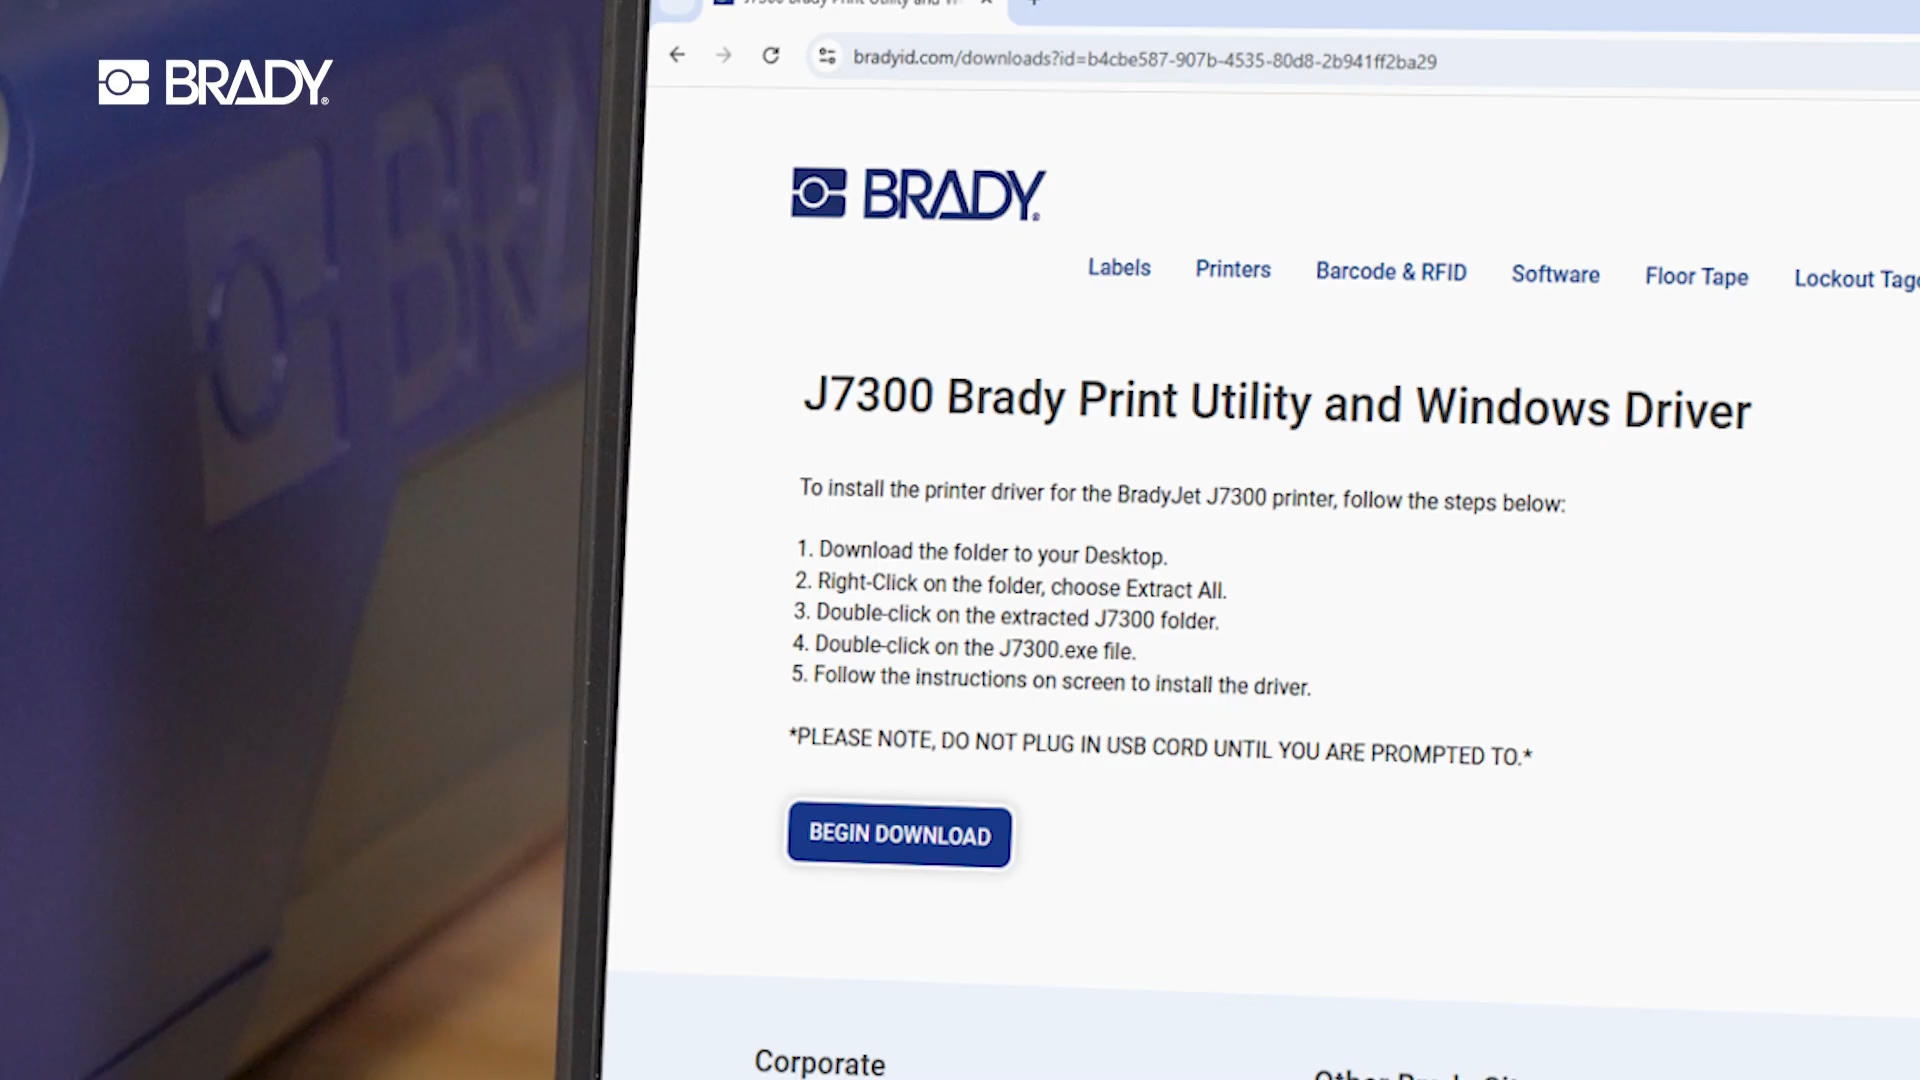 BRADY
BRA
bradyid.com/downloads?id=b4cbe587-907b-4535-80d8-2b941ff2ba29
BRADY
Labels Printers Barcode & RFID Software Floor Tape Lockout
J7300 Brady Print Utility and Windows Driver
To install the printer driver for the BradyJet J7300 printer, follow the steps below:
1. Download the folder to your Desktop.
2. Right-Click on the folder, choose Extract All.
3. Double-click on the extracted J7300 folder.
4. Double-click on the J7300.exe file.
5. Follow the instructions on screen to install the driver.
*PLEASE NOTE, DO NOT PLUG IN USB CORD UNTIL YOU ARE PROMPTED TO.*
BEGIN DOWNLOAD
Corporate